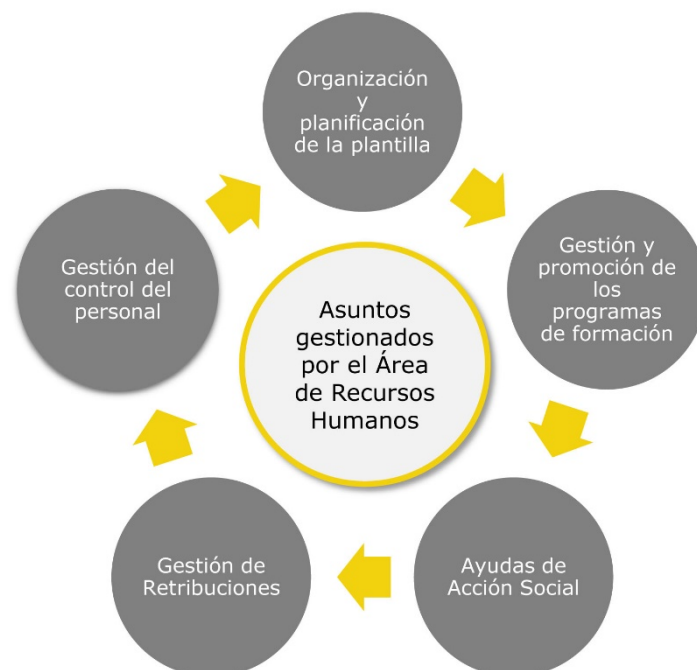 Organización
y
planificación
de la plantilla
Gestión y
promoción de
los
programas
de formación
Ayudas de
Acción Social
Gestión de
Retribuciones
Gestión del
control del
personal
Asuntos
gestionados
por el Área
de Recursos
Humanos